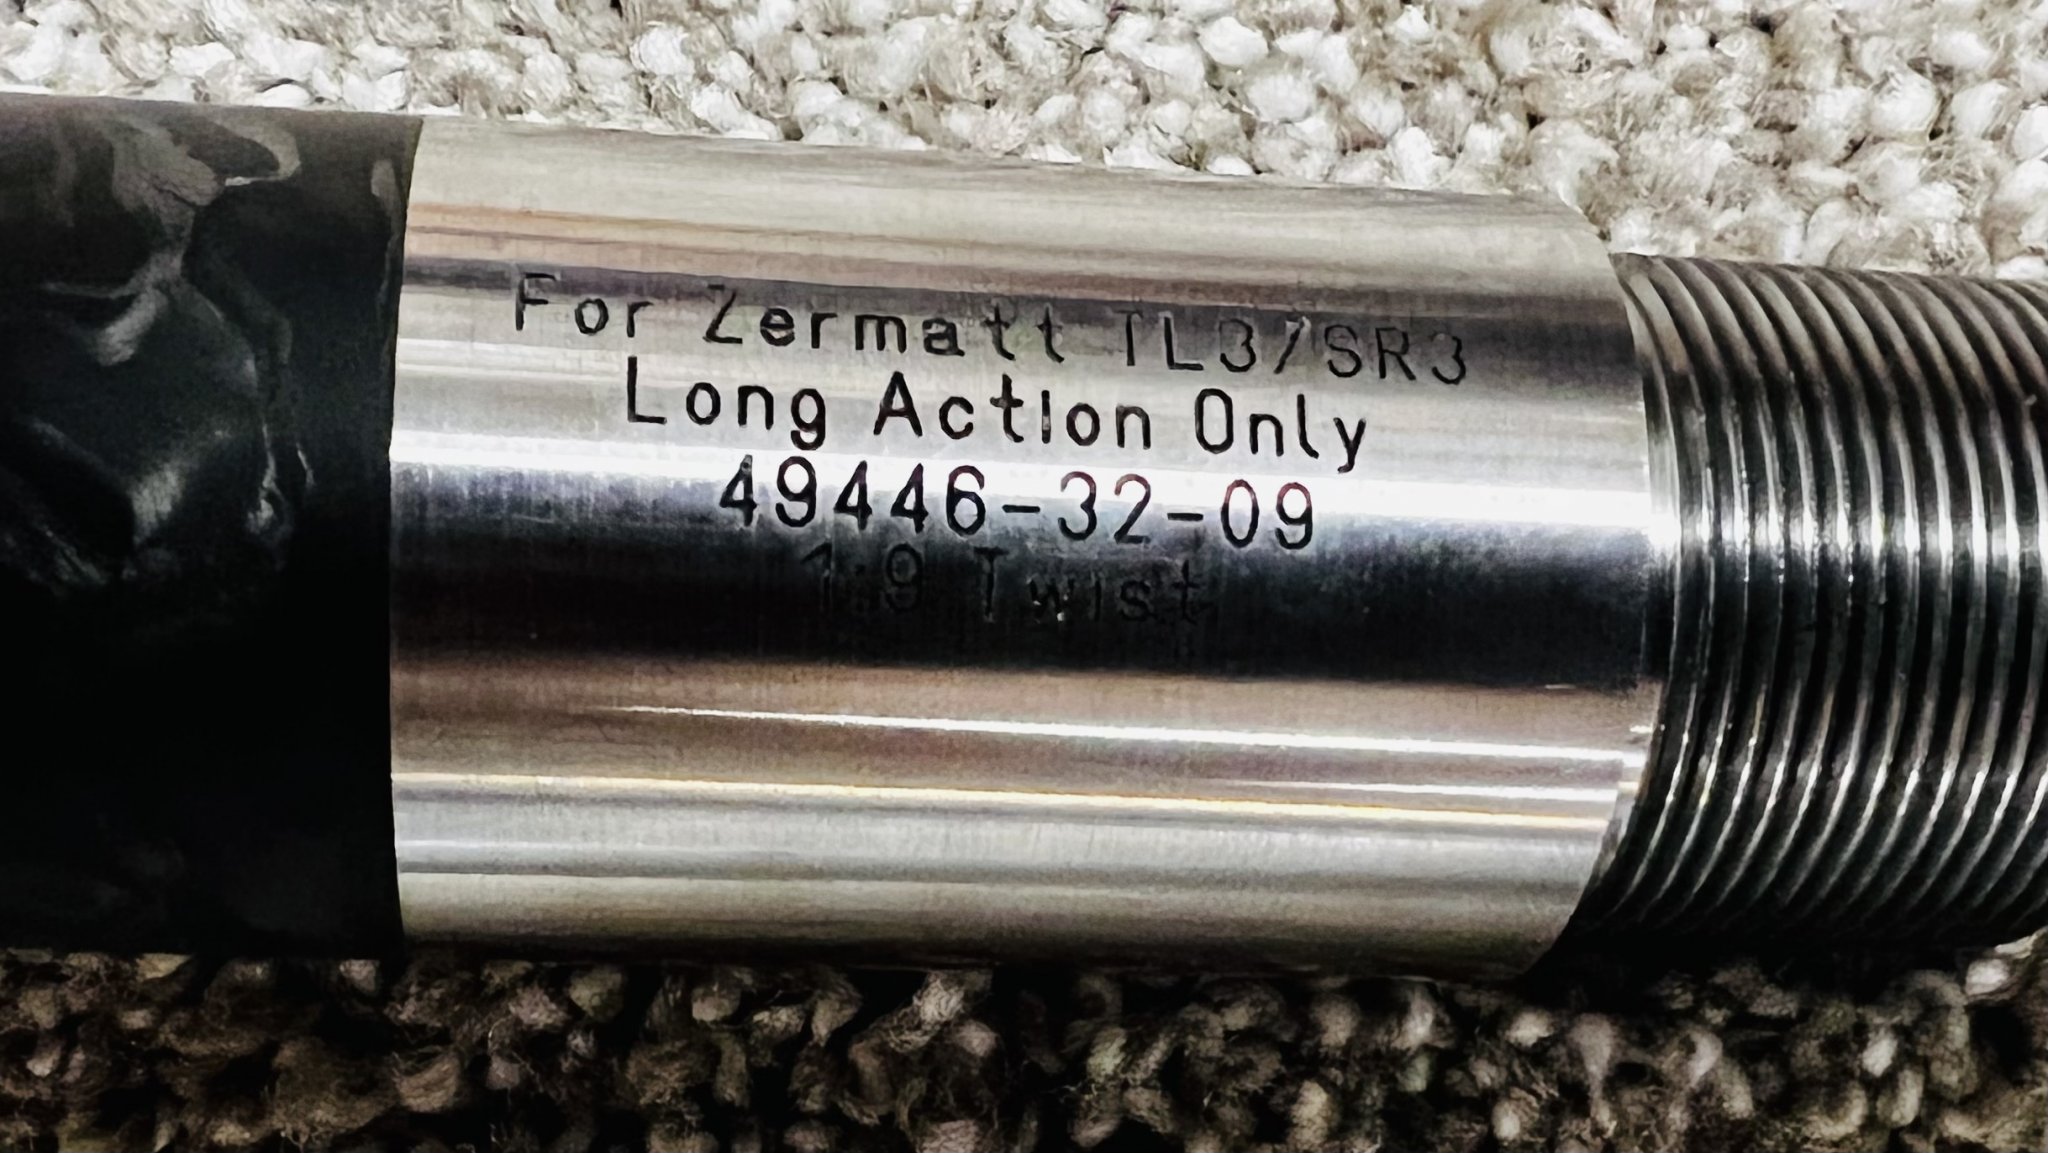 For Zermatt TL3/SR3
Long Action Only
49446-32-09
1:9 Twist